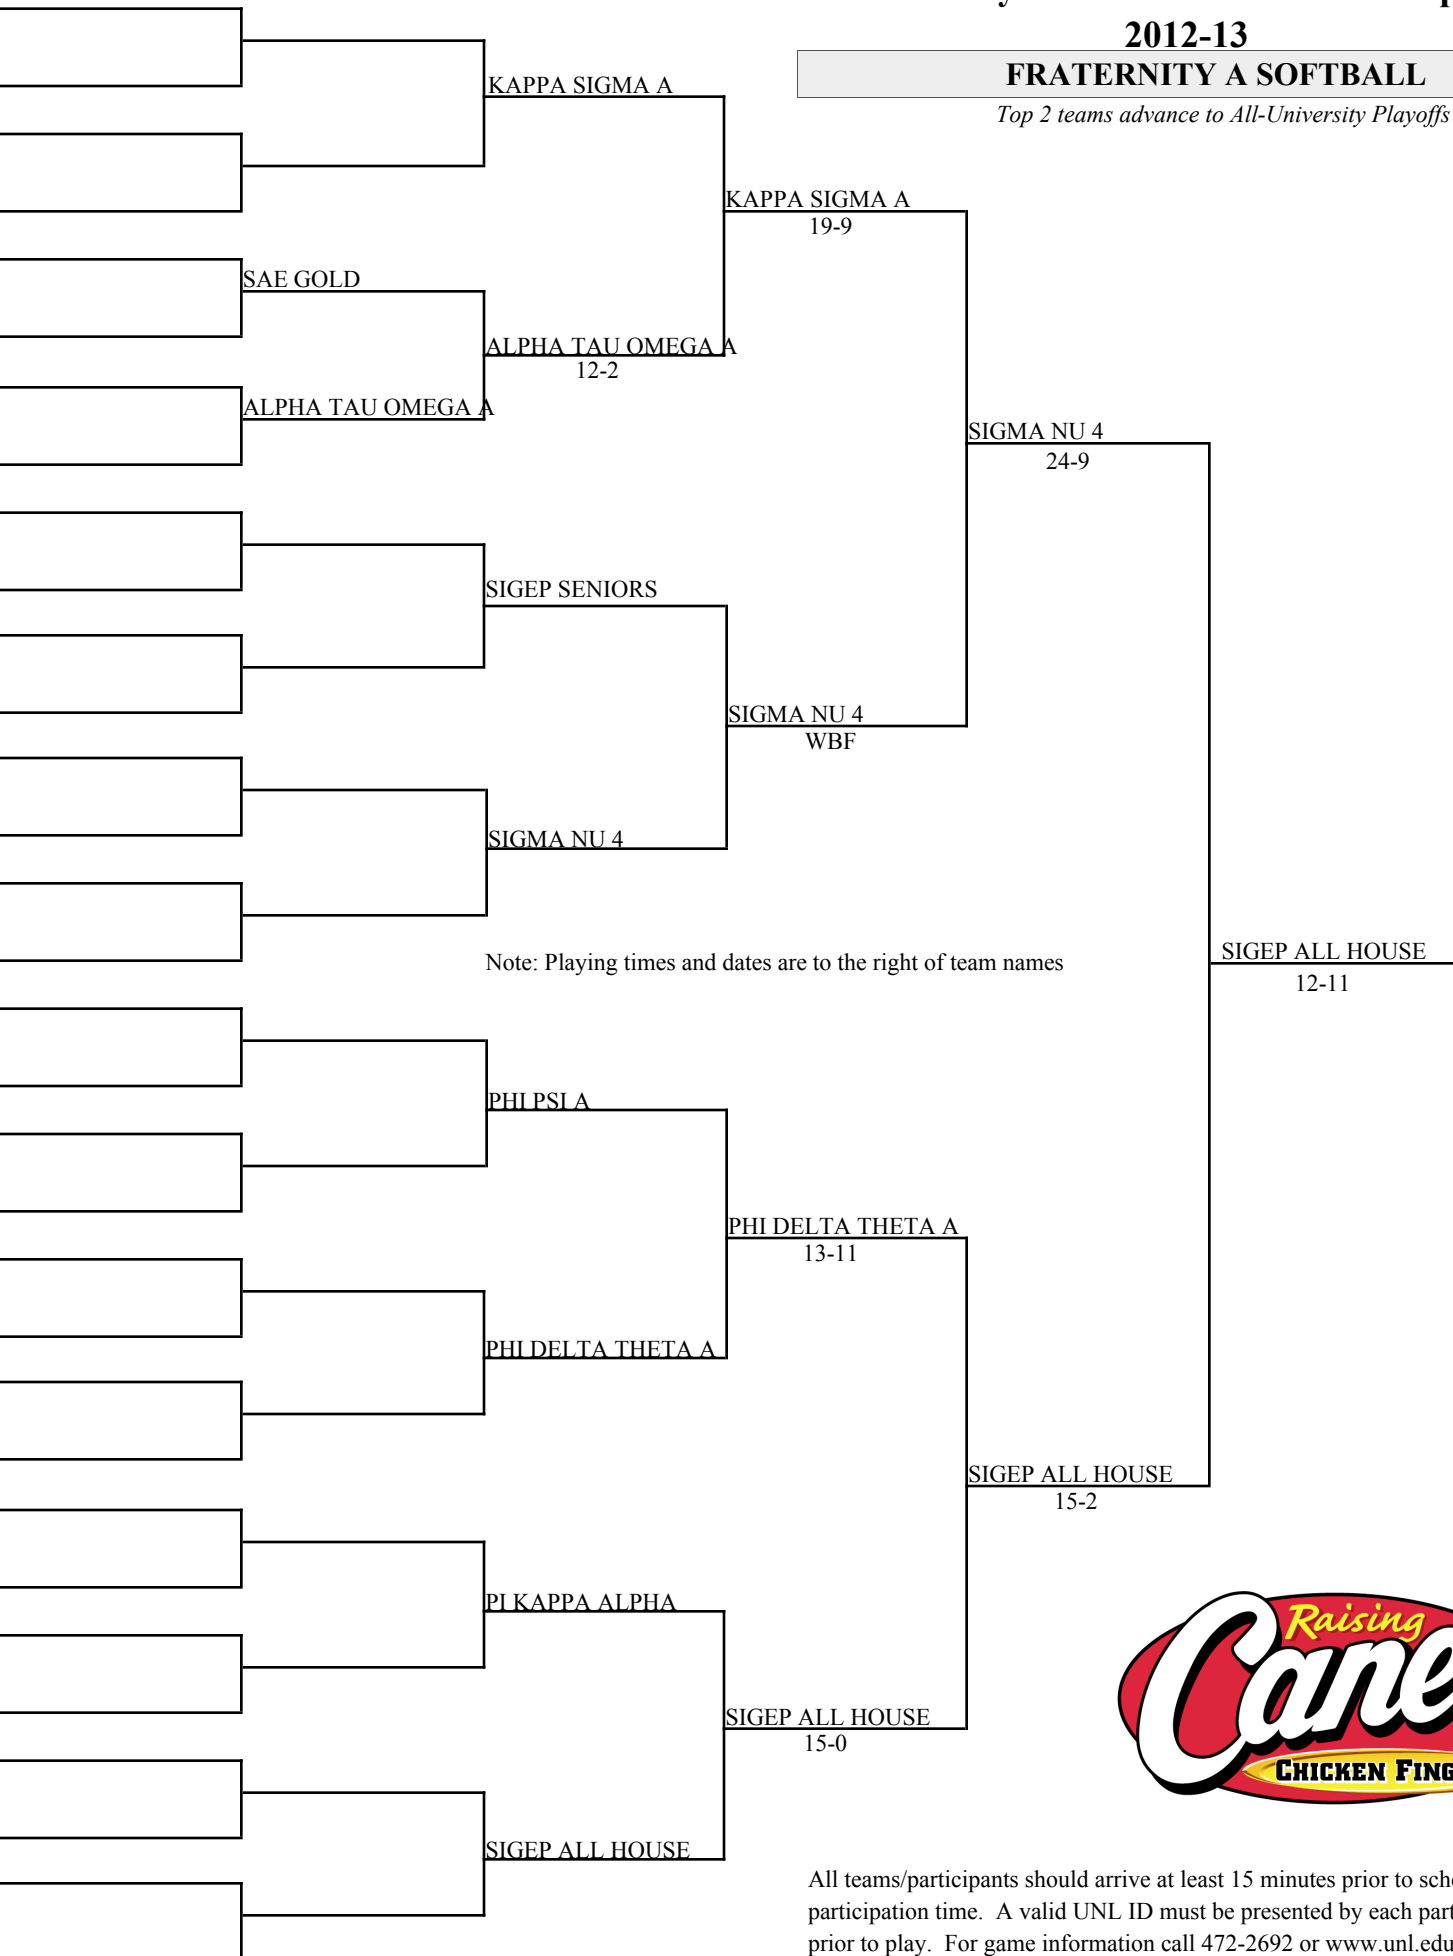 2012-13
FRATERNITY A SOFTBALL
Top 2 teams advance to All-University Playoffs
KAPPA SIGMA A
KAPPA SIGMA A
19-9
SAE GOLD
ALPHA TAU OMEGA A
12-2
ALPHA TAU OMEGA A
SIGMA NU 4
24-9
SIGEP SENIORS
SIGMA NU 4
WBF
SIGMA NU 4
Note: Playing times and dates are to the right of team names
SIGEP ALL HOUSE
12-11
PHI PSI A
PHI DELTA THETA A
13-11
PHI DELTA THETA A
SIGEP ALL HOUSE
15-2
PI KAPPA ALPHA
SIGEP ALL HOUSE
15-0
SIGEP ALL HOUSE
Raising
Cane
CHICKEN FING
All teams/participants should arrive at least 15 minutes prior to sch
participation time. A valid UNL ID must be presented by each part
prior to play. For game information call 472-2692 or www.unl.edu